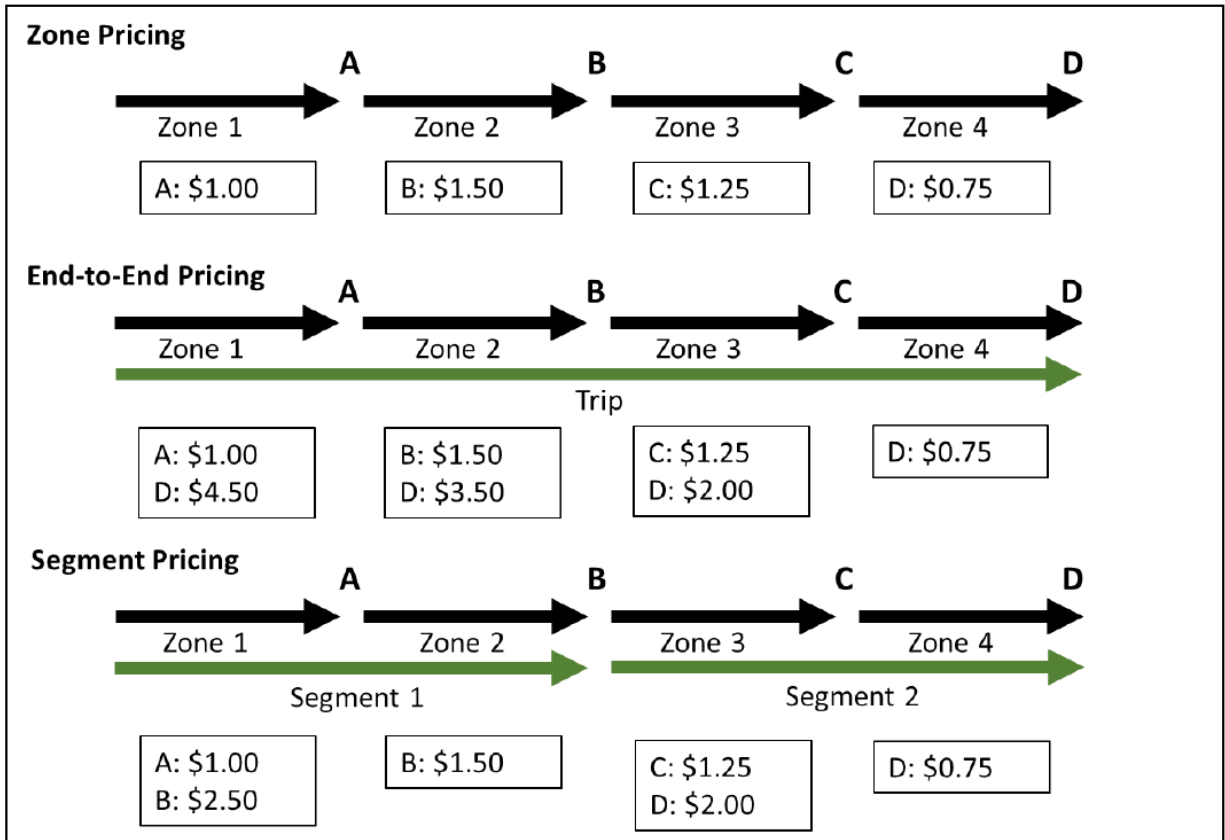 Zone Pricing
A B C D
Zone 1 Zone 2 Zone 3 Zone 4
A: $1.00 B: $1.50 C: $1.25 D: $0.75
End-to-End Pricing
A B C D
Zone 1 Zone 2 Zone 3 Zone 4
Trip
A: $1.00 B: $1.50 C: $1.25 D: $0.75
D: $4.50 D: $3.50 D: $2.00
Segment Pricing
A B C D
Zone 1 Zone 2 Zone 3 Zone 4
Segment 1 Segment 2
A: $1.00 B: $1.50 C: $1.25 D: $0.75
B: $2.50 D: $2.00